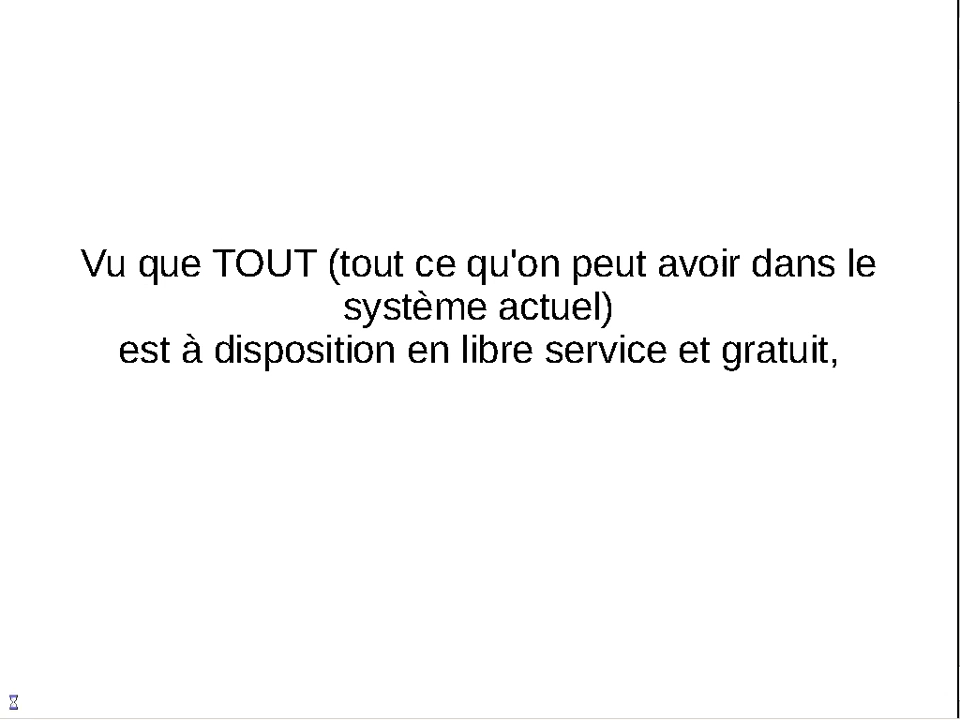 Vu que TOUT (tout ce qu'on peut avoir dans le
système actuel)
est à disposition en libre service et gratuit,